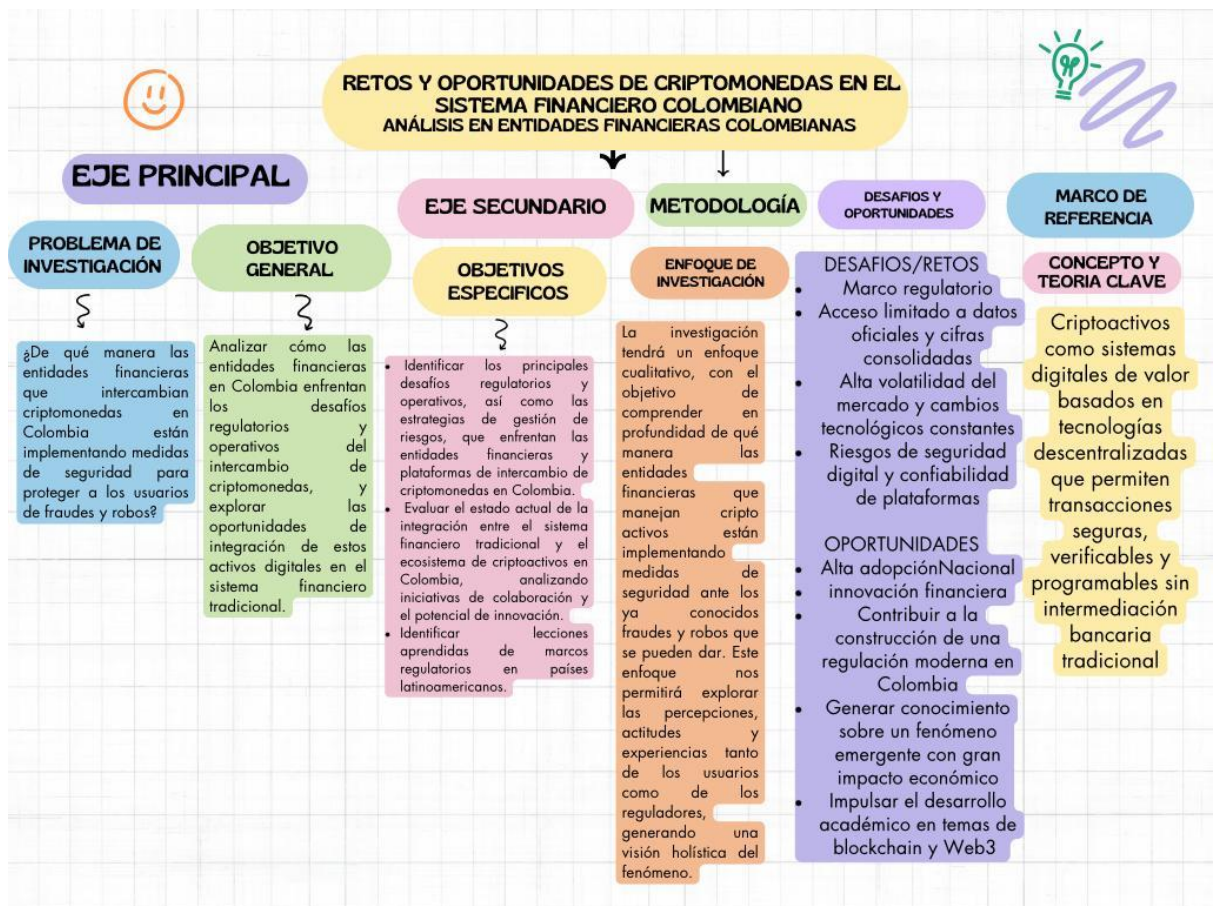 RETOS Y OPORTUNIDADES DE CRIPTOMONEDAS EN EL
SISTEMA FINANCIERO COLOMBIANO
ANÁLISIS EN ENTIDADES FINANCIERAS COLOMBIANAS
EJE PRINCIPAL
PROBLEMA DE
INVESTIGACIÓN
¿De qué manera las
entidades financieras
que intercambian
criptomonedas en
Colombia están
implementando medidas
de seguridad para
proteger a los usuarios
de fraudes y robos?
OBJETIVO
GENERAL
Analizar cómo las
entidades financieras
en Colombia enfrentan
los desafíos
regulatorios y
operativos del
intercambio de
criptomonedas, y
explorar las
oportunidades de
integración de estos
activos digitales en el
sistema financiero
tradicional.
EJE SECUNDARIO
OBJETIVOS
ESPECIFICOS
• Identificar los principales
desafíos regulatorios y
operativos, así como las
estrategias de gestión de
riesgos, que enfrentan las
entidades financieras y
plataformas de intercambio de
criptomonedas en Colombia.
• Evaluar el estado actual de la
integración entre el sistema
financiero tradicional y el
ecosistema de criptoactivos en
Colombia, analizando
iniciativas de colaboración y
el potencial de innovación.
• Identificar lecciones
aprendidas de marcos
regulatorios en países
latinoamericanos.
METODOLOGÍA
ENFOQUE DE
INVESTIGACIÓN
La investigación
tendrá un enfoque
cualitativo, con el
objetivo de
comprender en
profundidad de qué
manera las
entidades
financieras que
manejan cripto
activos están
implementando
medidas de
seguridad ante los
ya conocidos
fraudes y robos que
se pueden dar. Este
enfoque nos
permitirá explorar
las percepciones,
actitudes y
experiencias tanto
de los usuarios
como de los
reguladores,
generando una
visión holística del
fenómeno.
DESAFIOS Y
OPORTUNIDADES
DESAFIOS/RETOS
• Marco regulatorio
• Acceso limitado a datos
oficiales y cifras
consolidadas
• Alta volatilidad del
mercado y cambios
tecnológicos constantes
• Riesgos de seguridad
digital y confiabilidad
de plataformas
OPORTUNIDADES
• Alta adopciónNacional
• innovación financiera
• Contribuir a la
construcción de una
regulación moderna en
Colombia
• Generar conocimiento
sobre un fenómeno
emergente con gran
impacto económico
• Impulsar el desarrollo
académico en temas de
blockchain y Web3
MARCO DE
REFERENCIA
CONCEPTO Y
TEORIA CLAVE
Criptoactivos
como sistemas
digitales de valor
basados en
tecnologías
descentralizadas
que permiten
transacciones
seguras,
verificables y
programables sin
intermediación
bancaria
tradicional